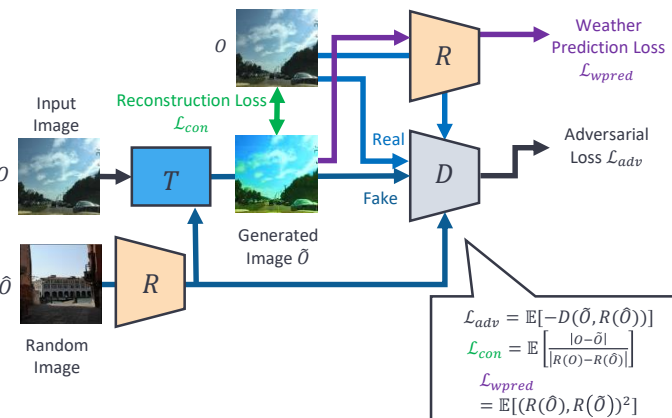 O
R
Weather
Prediction Loss
ℒ_wpred
Input
Image
Reconstruction Loss
ℒ_con
Real
Adversarial
Loss ℒ_adv
O
T
D
Fake
Generated
Image Õ
Ô
R
Random
Image
ℒ_adv = 𝔼[−D(Õ, R(Ô))]
ℒ_con = 𝔼[|O−Õ| / |R(O)−R(Ô)|]
ℒ_wpred
= 𝔼[(R(Ô), R(Õ))²]